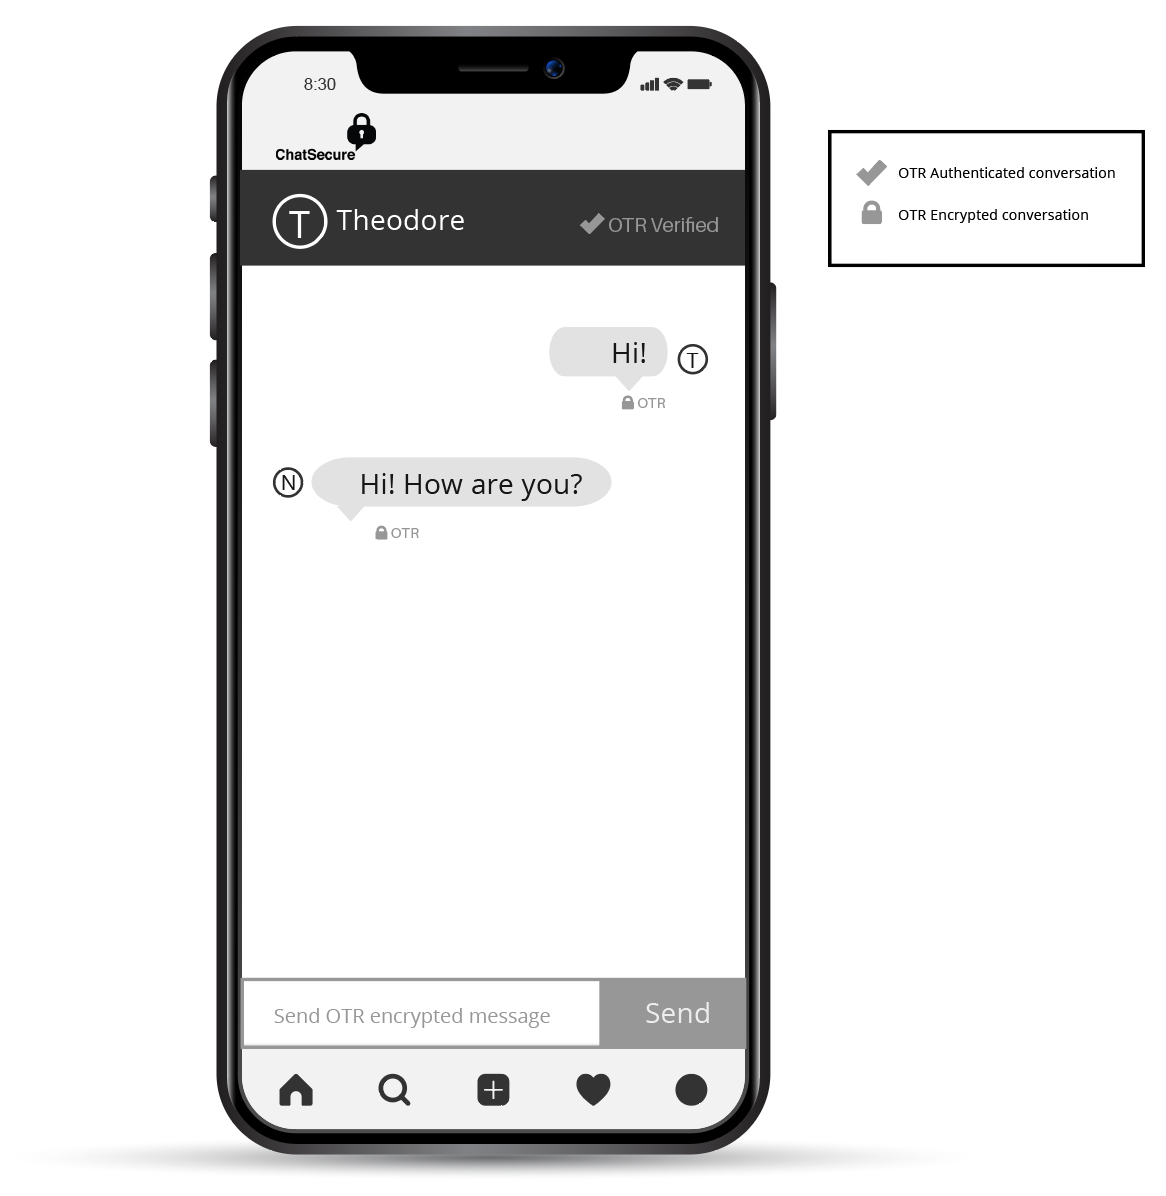 8:30
ChatSecure
T Theodore OTR Verified
OTR Authenticated conversation
OTR Encrypted conversation
Hi! T
OTR
N Hi! How are you?
OTR
Send OTR encrypted message Send